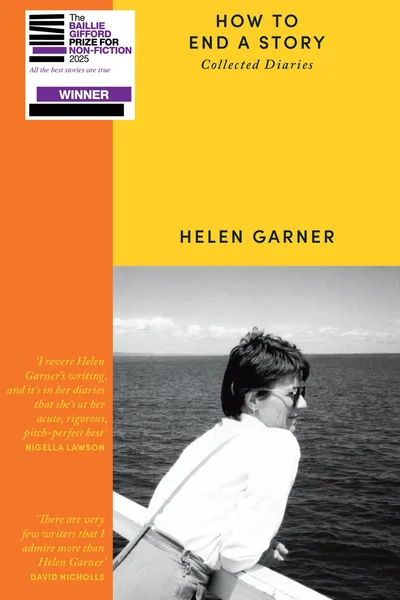 The
BAILLIE
GIFFORD
PRIZE FOR
NON-FICTION
2025
All the best stories are true
WINNER
HOW TO
END A STORY
Collected Diaries
HELEN GARNER
‘I revere Helen
Garner’s writing,
and it’s in her diaries
that she’s at her
acute, rigorous,
pitch-perfect best’
NIGELLA LAWSON
‘There are very
few writers that I
admire more than
Helen Garner’
DAVID NICHOLLS